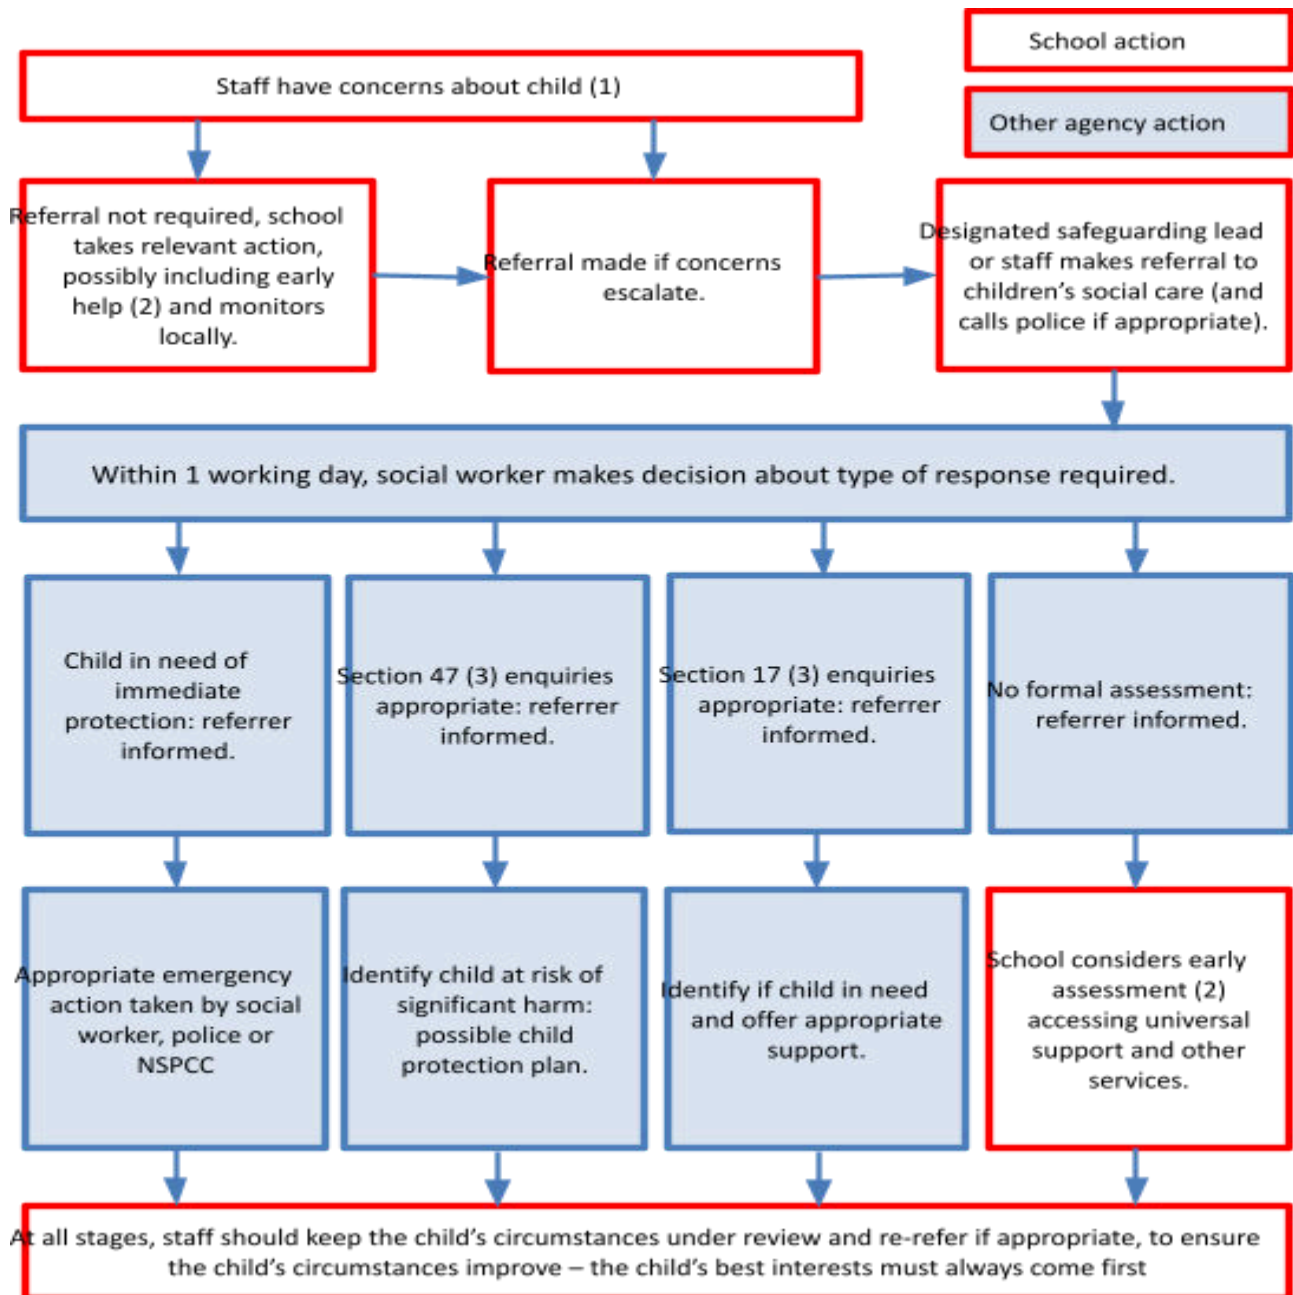 School action
Staff have concerns about child (1)
Other agency action
Referral not required, school
takes relevant action,
possibly including early
help (2) and monitors
locally.
Referral made if concerns
escalate.
Designated safeguarding lead
or staff makes referral to
children’s social care (and
calls police if appropriate).
Within 1 working day, social worker makes decision about type of response required.
Child in need of
immediate
protection: referrer
informed.
Section 47 (3) enquiries
appropriate: referrer
informed.
Section 17 (3) enquiries
appropriate: referrer
informed.
No formal assessment:
referrer informed.
Appropriate emergency
action taken by social
worker, police or
NSPCC
Identify child at risk of
significant harm:
possible child
protection plan.
Identify if child in need
and offer appropriate
support.
School considers early
assessment (2)
accessing universal
support and other
services.
At all stages, staff should keep the child’s circumstances under review and re-refer if appropriate, to ensure
the child’s circumstances improve – the child’s best interests must always come first